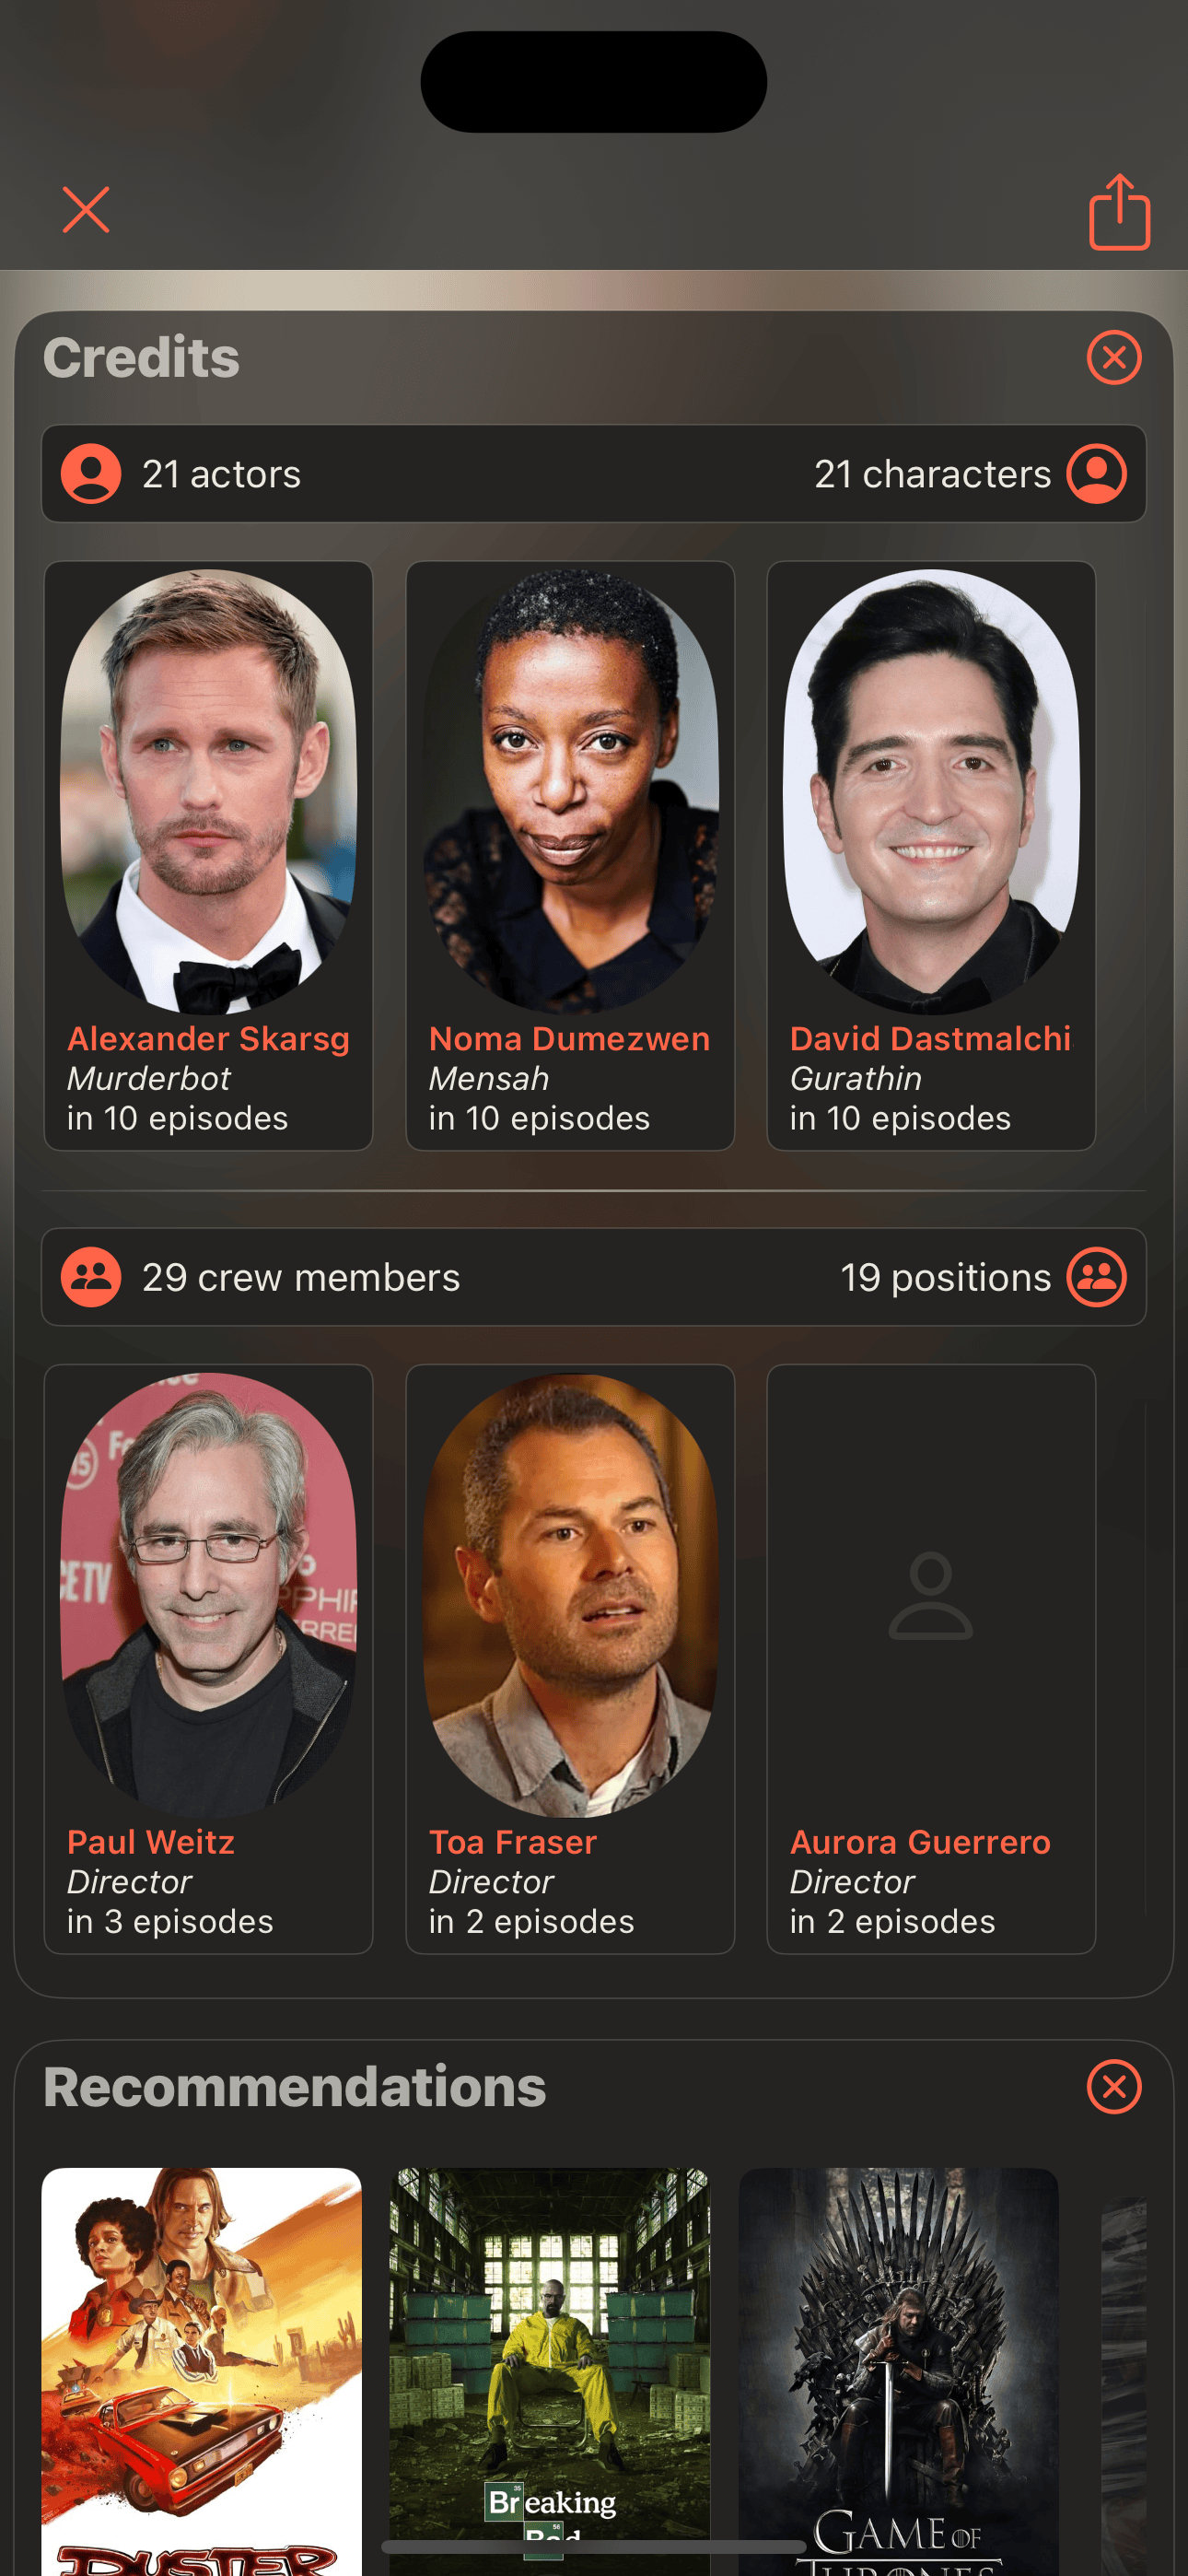 Credits
21 actors
21 characters
Alexander Skarsg
Murderbot
in 10 episodes
Noma Dumezwen
Mensah
in 10 episodes
David Dastmalchi
Gurathin
in 10 episodes
29 crew members
19 positions
Paul Weitz
Director
in 3 episodes
Toa Fraser
Director
in 2 episodes
Aurora Guerrero
Director
in 2 episodes
Recommendations
DUSTER
Breaking
Bad
GAME OF
THRONES